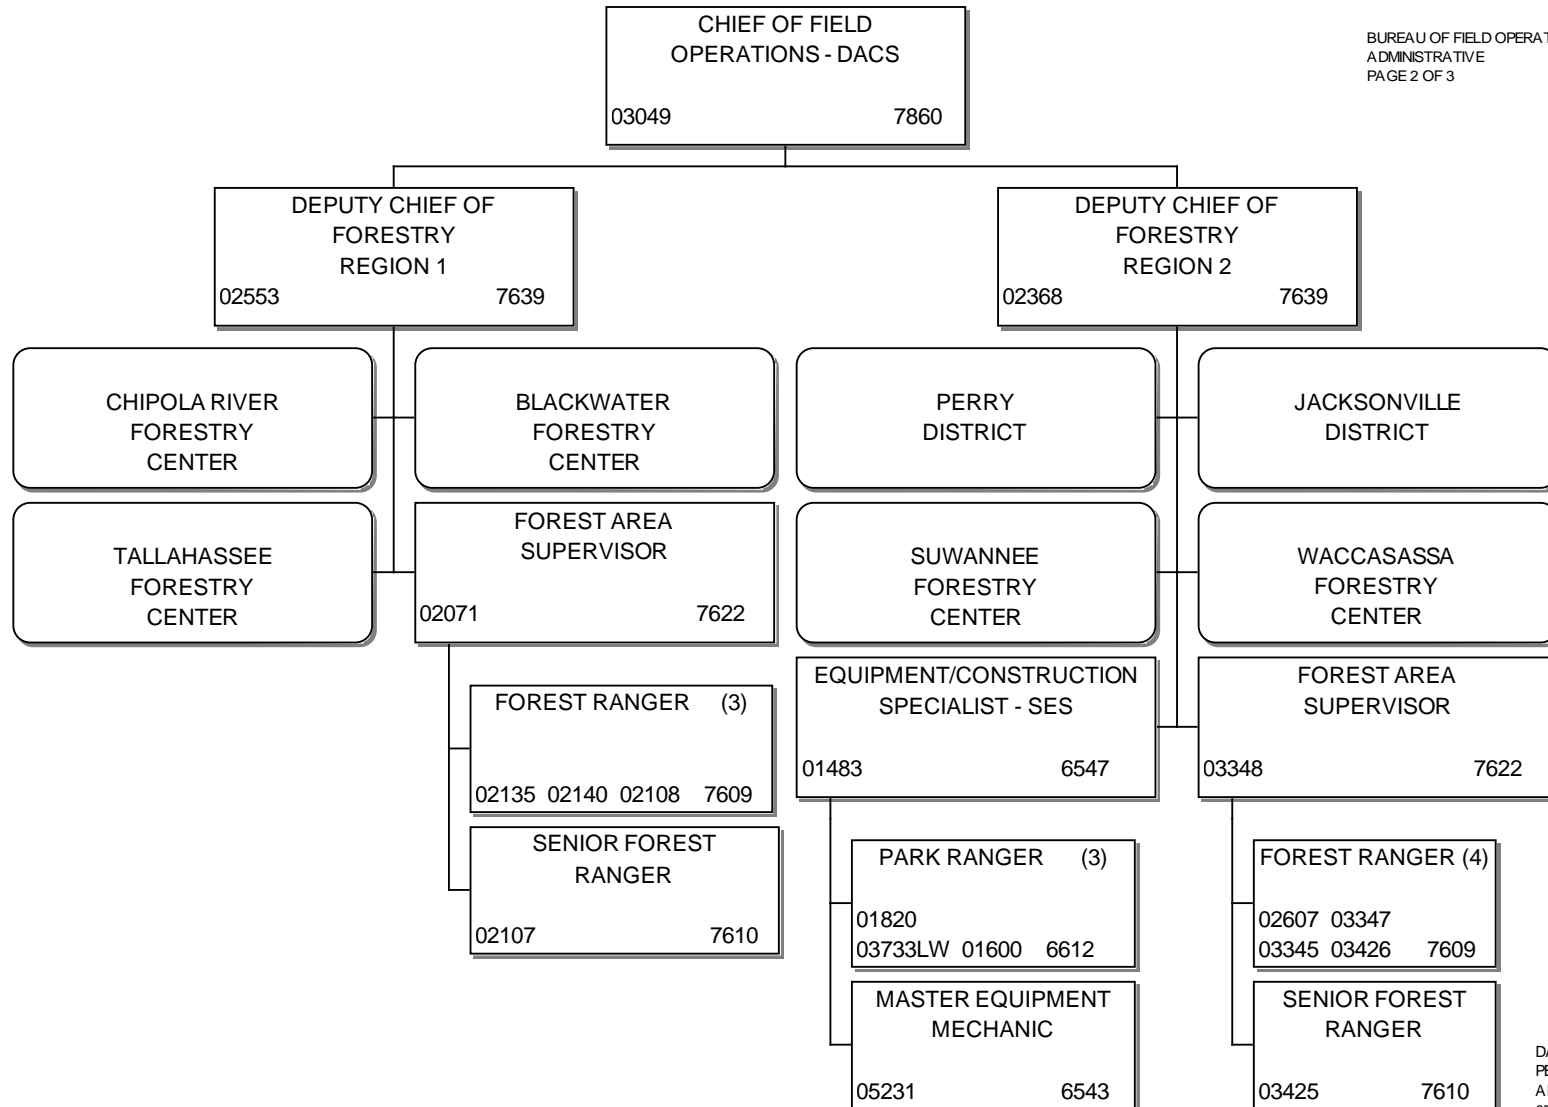 CHIEF OF FIELD
OPERATIONS - DACS
03049 7860
BUREAU OF FIELD OPERAT
ADMINISTRATIVE
PAGE 2 OF 3
DEPUTY CHIEF OF
FORESTRY
REGION 1
02553 7639
DEPUTY CHIEF OF
FORESTRY
REGION 2
02368 7639
CHIPOLA RIVER
FORESTRY
CENTER
BLACKWATER
FORESTRY
CENTER
PERRY
DISTRICT
JACKSONVILLE
DISTRICT
TALLAHASSEE
FORESTRY
CENTER
FOREST AREA
SUPERVISOR
02071 7622
SUWANNEE
FORESTRY
CENTER
WACCASASSA
FORESTRY
CENTER
FOREST RANGER (3)
02135 02140 02108 7609
SENIOR FOREST
RANGER
02107 7610
EQUIPMENT/CONSTRUCTION
SPECIALIST - SES
01483 6547
FOREST AREA
SUPERVISOR
03348 7622
PARK RANGER (3)
01820
03733LW 01600 6612
MASTER EQUIPMENT
MECHANIC
05231 6543
FOREST RANGER (4)
02607 03347
03345 03426 7609
SENIOR FOREST
RANGER
03425 7610